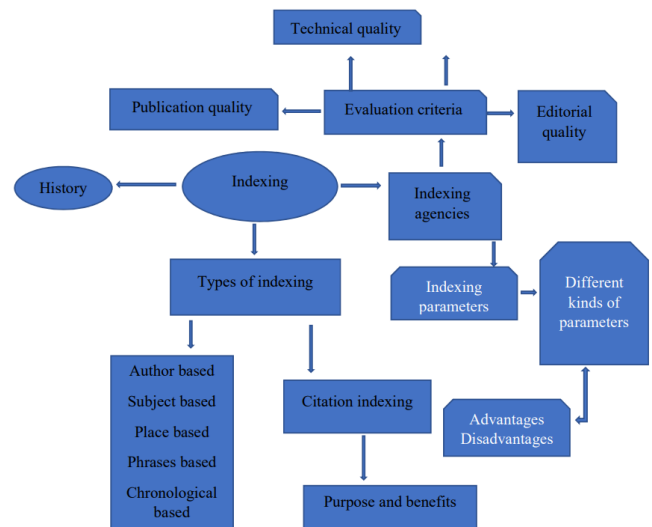 Technical quality
Publication quality
Evaluation criteria
Editorial
quality
History
Indexing
Indexing
agencies
Types of indexing
Indexing
parameters
Different
kinds of
parameters
Author based
Subject based
Place based
Phrases based
Chronological
based
Citation indexing
Advantages
Disadvantages
Purpose and benefits